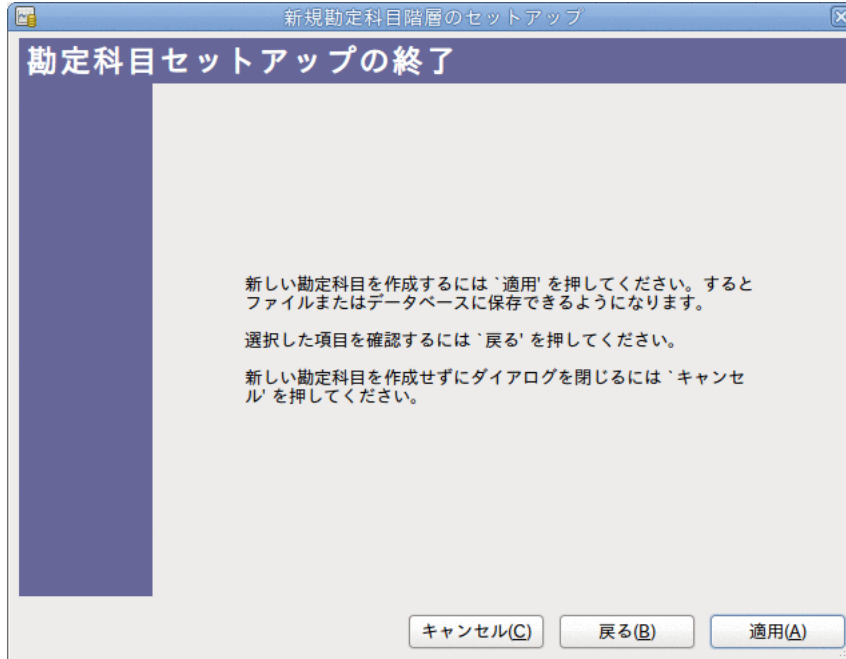 新規勘定科目階層のセットアップ
勘定科目セットアップの終了
新しい勘定科目を作成するには `適用' を押してください。すると
ファイルまたはデータベースに保存できるようになります。
選択した項目を確認するには `戻る' を押してください。
新しい勘定科目を作成せずにダイアログを閉じるには `キャンセ
ル' を押してください。
キャンセル(C)
戻る(B)
適用(A)